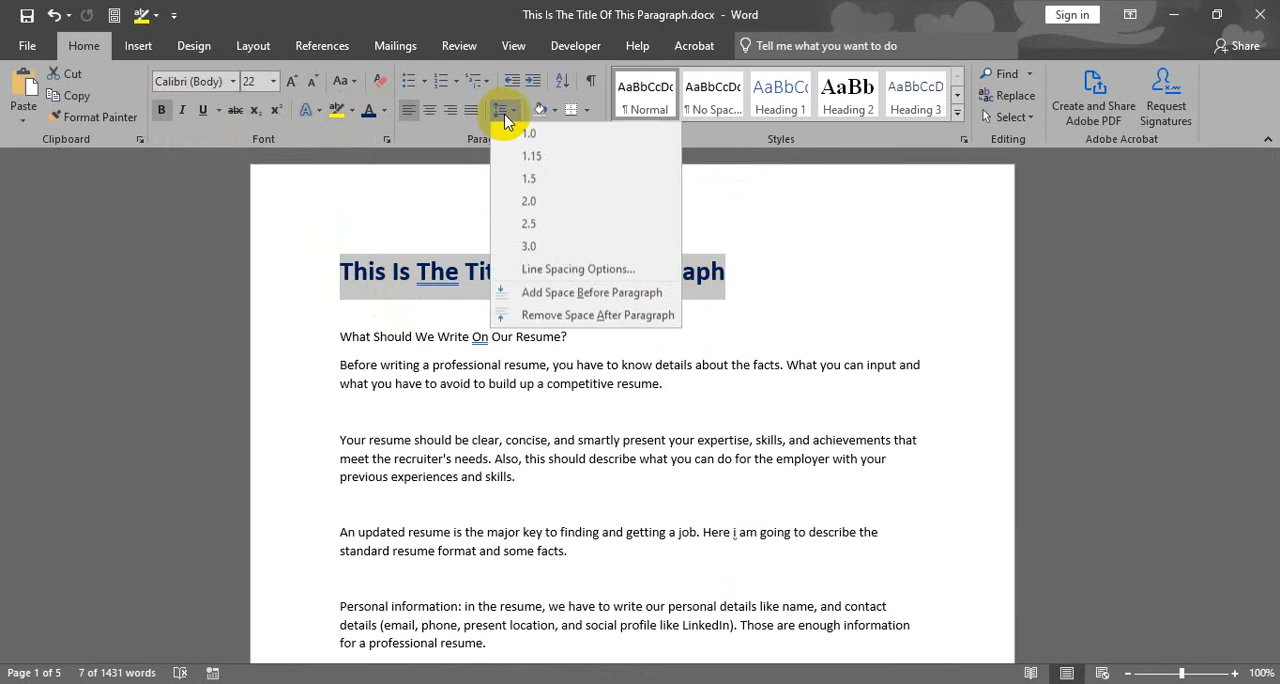 This Is The Title Of This Paragraph.docx - Word
Sign in
File Home Insert Design Layout References Mailings Review View Developer Help Acrobat Tell me what you want to do Share
Paste
Cut
Copy
Format Painter
Clipboard
Calibri (Body) 22
Aa
B I U abc x₂ x² A A
Font
AaBbCcDc
¶ Normal
AaBbCcDc
¶ No Spac...
AaBbCc
Heading 1
AaBb
Heading 2
AaBbCcD
Heading 3
Styles
Find
Replace
Select
Editing
Create and Share
Adobe PDF
Request
Signatures
Adobe Acrobat
1.0
1.15
1.5
2.0
2.5
3.0
Line Spacing Options...
Add Space Before Paragraph
Remove Space After Paragraph
This Is The Tit aph
What Should We Write On Our Resume?
Before writing a professional resume, you have to know details about the facts. What you can input and
what you have to avoid to build up a competitive resume.
Your resume should be clear, concise, and smartly present your expertise, skills, and achievements that
meet the recruiter's needs. Also, this should describe what you can do for the employer with your
previous experiences and skills.
An updated resume is the major key to finding and getting a job. Here i am going to describe the
standard resume format and some facts.
Personal information: in the resume, we have to write our personal details like name, and contact
details (email, phone, present location, and social profile like LinkedIn). Those are enough information
for a professional resume.
Page 1 of 5 7 of 1431 words 100%